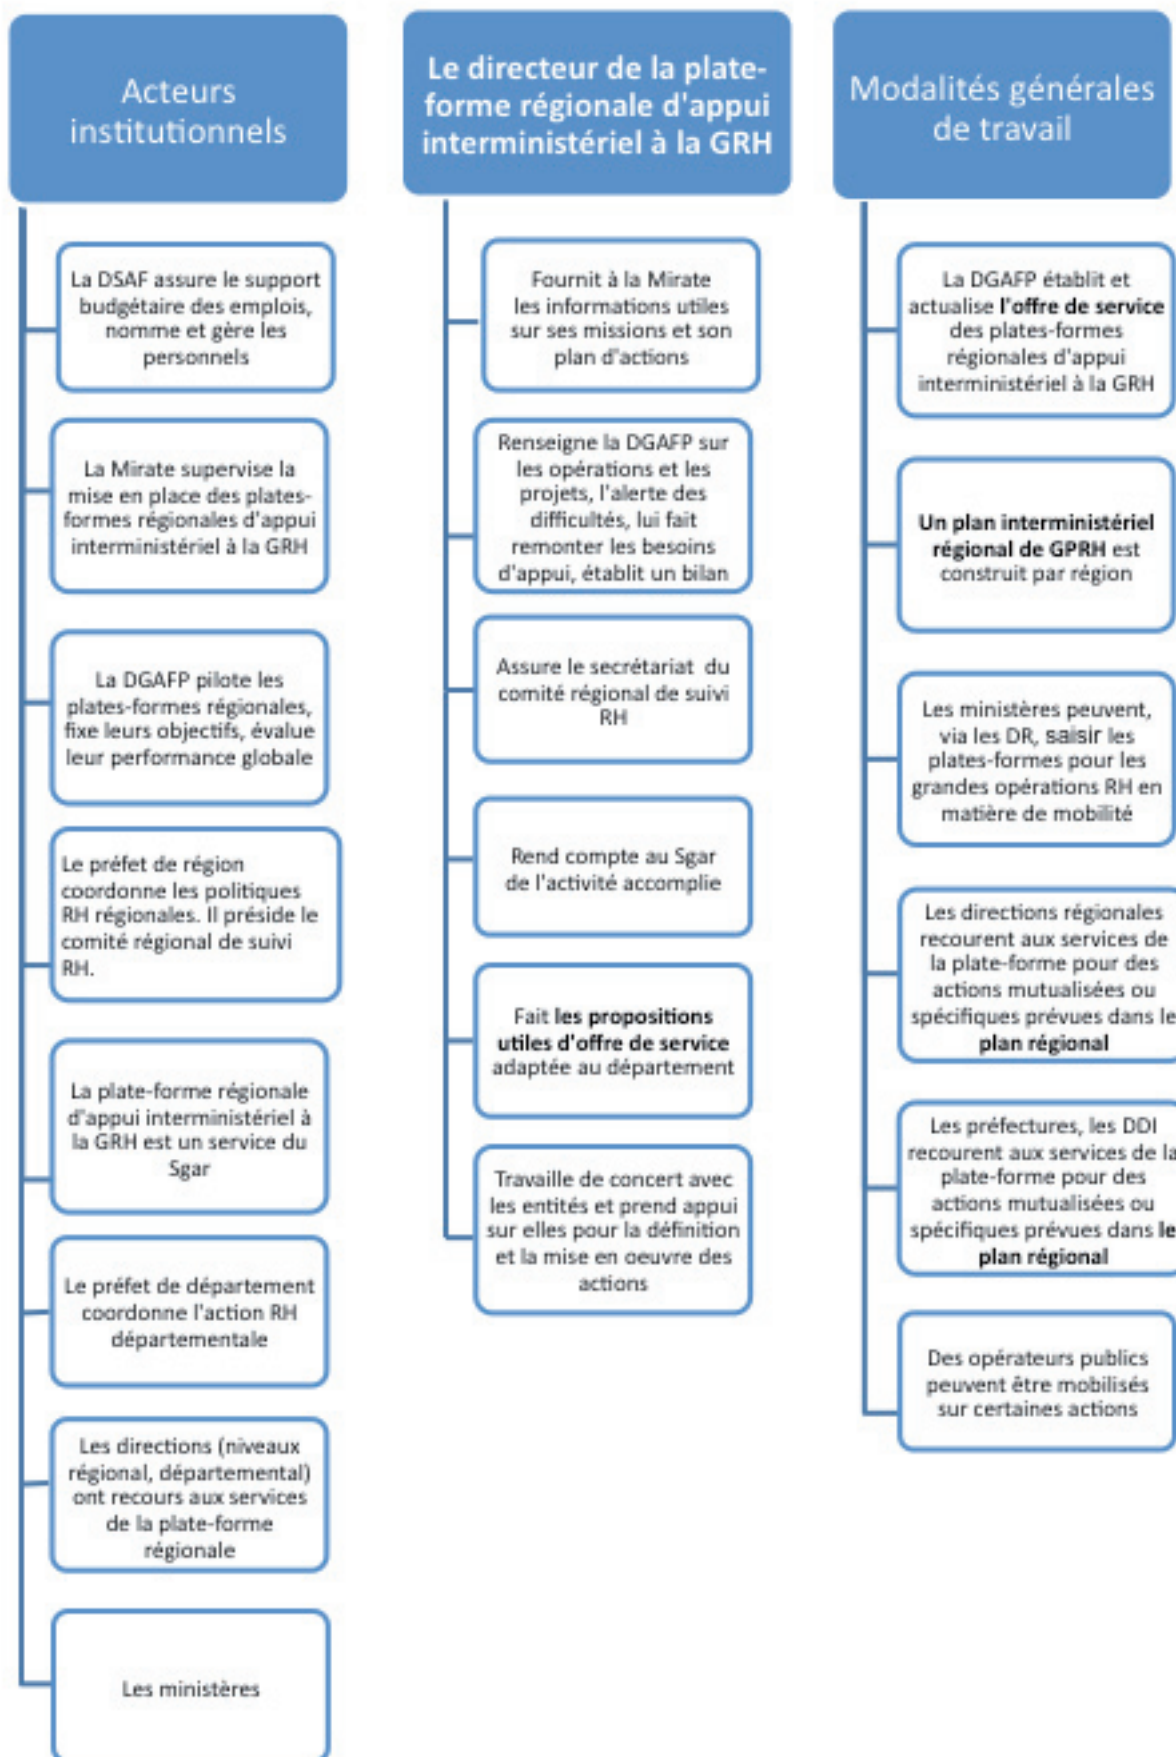 Acteurs
institutionnels
La DSAF assure le support
budgétaire des emplois,
nomme et gère les
personnels
La Mirate supervise la
mise en place des plates-
formes régionales d'appui
interministériel à la GRH
La DGAFP pilote les
plates-formes régionales,
fixe leurs objectifs, évalue
leur performance globale
Le préfet de région
coordonne les politiques
RH régionales. Il préside le
comité régional de suivi
RH.
La plate-forme régionale
d'appui interministériel à
la GRH est un service du
Sgar
Le préfet de département
coordonne l'action RH
départementale
Les directions (niveaux
régional, départemental)
ont recours aux services
de la plate-forme
régionale
Les ministères
Le directeur de la plate-
forme régionale d'appui
interministériel à la GRH
Fournit à la Mirate
les informations utiles
sur ses missions et son
plan d'actions
Renseigne la DGAFP sur
les opérations et les
projets, l'alerte des
difficultés, lui fait
remonter les besoins
d'appui, établit un bilan
Assure le secrétariat du
comité régional de suivi
RH
Rend compte au Sgar
de l'activité accomplie
Fait les propositions
utiles d'offre de service
adaptée au département
Travaille de concert avec
les entités et prend appui
sur elles pour la définition
et la mise en oeuvre des
actions
Modalités générales
de travail
La DGAFP établit et
actualise l'offre de service
des plates-formes
régionales d'appui
interministériel à la GRH
Un plan interministériel
régional de GPRH est
construit par région
Les ministères peuvent,
via les DR, saisir les
plates-formes pour les
grandes opérations RH en
matière de mobilité
Les directions régionales
recourent aux services de
la plate-forme pour des
actions mutualisées ou
spécifiques prévues dans le
plan régional
Les préfectures, les DDI
recourent aux services de la
plate-forme pour des
actions mutualisées ou
spécifiques prévues dans le
plan régional
Des opérateurs publics
peuvent être mobilisés
sur certaines actions